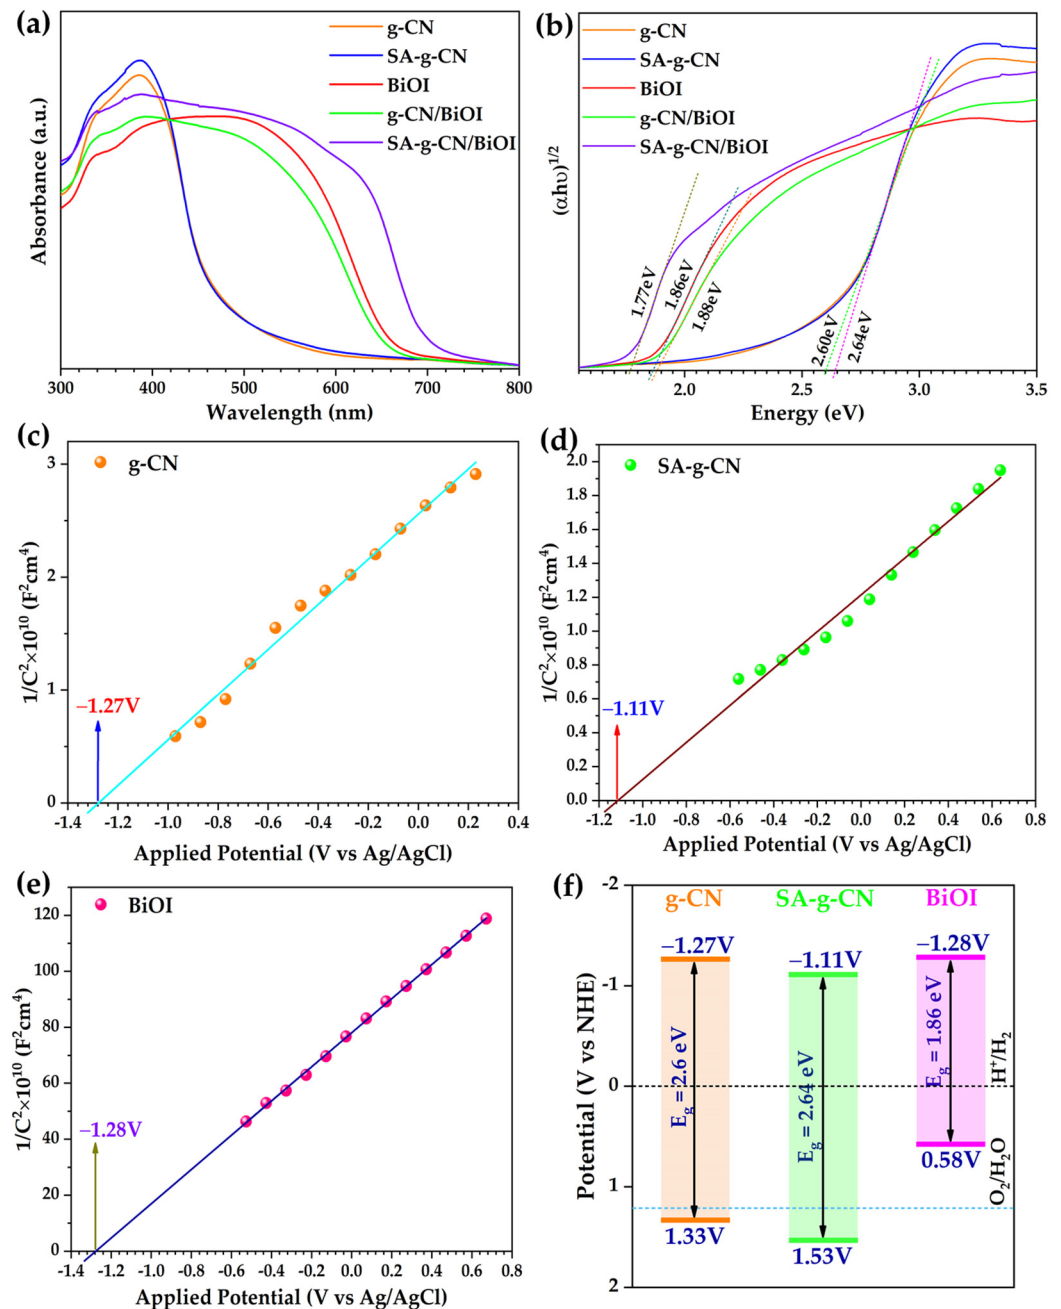 (a)
g-CN
SA-g-CN
BiOI
g-CN/BiOI
SA-g-CN/BiOI
Absorbance (a.u.)
300 400 500 600 700 800
Wavelength (nm)
(b)
g-CN
SA-g-CN
BiOI
g-CN/BiOI
SA-g-CN/BiOI
(αhυ)^1/2
1.77eV
1.86eV
1.88eV
2.60eV
2.64eV
2.0 2.5 3.0 3.5
Energy (eV)
(c)
g-CN
1/C²×10¹⁰ (F²cm⁴)
3
2
1
0
−1.27V
-1.4 -1.2 -1.0 -0.8 -0.6 -0.4 -0.2 0.0 0.2 0.4
Applied Potential (V vs Ag/AgCl)
(d)
SA-g-CN
1/C²×10¹⁰ (F²cm⁴)
2.0
1.8
1.6
1.4
1.2
1.0
0.8
0.6
0.4
0.2
0.0
−1.11V
-1.2 -1.0 -0.8 -0.6 -0.4 -0.2 0.0 0.2 0.4 0.6 0.8
Applied Potential (V vs Ag/AgCl)
(e)
BiOI
1/C²×10¹⁰ (F²cm⁴)
120
100
80
60
40
20
0
−1.28V
-1.4 -1.2 -1.0 -0.8 -0.6 -0.4 -0.2 0.0 0.2 0.4 0.6 0.8
Applied Potential (V vs Ag/AgCl)
(f)
Potential (V vs NHE)
-2
-1
0
1
2
g-CN
SA-g-CN
BiOI
−1.27V
−1.11V
−1.28V
E_g = 2.6 eV
E_g = 2.64 eV
E_g = 1.86 eV
H⁺/H₂
O₂/H₂O
1.33V
1.53V
0.58V